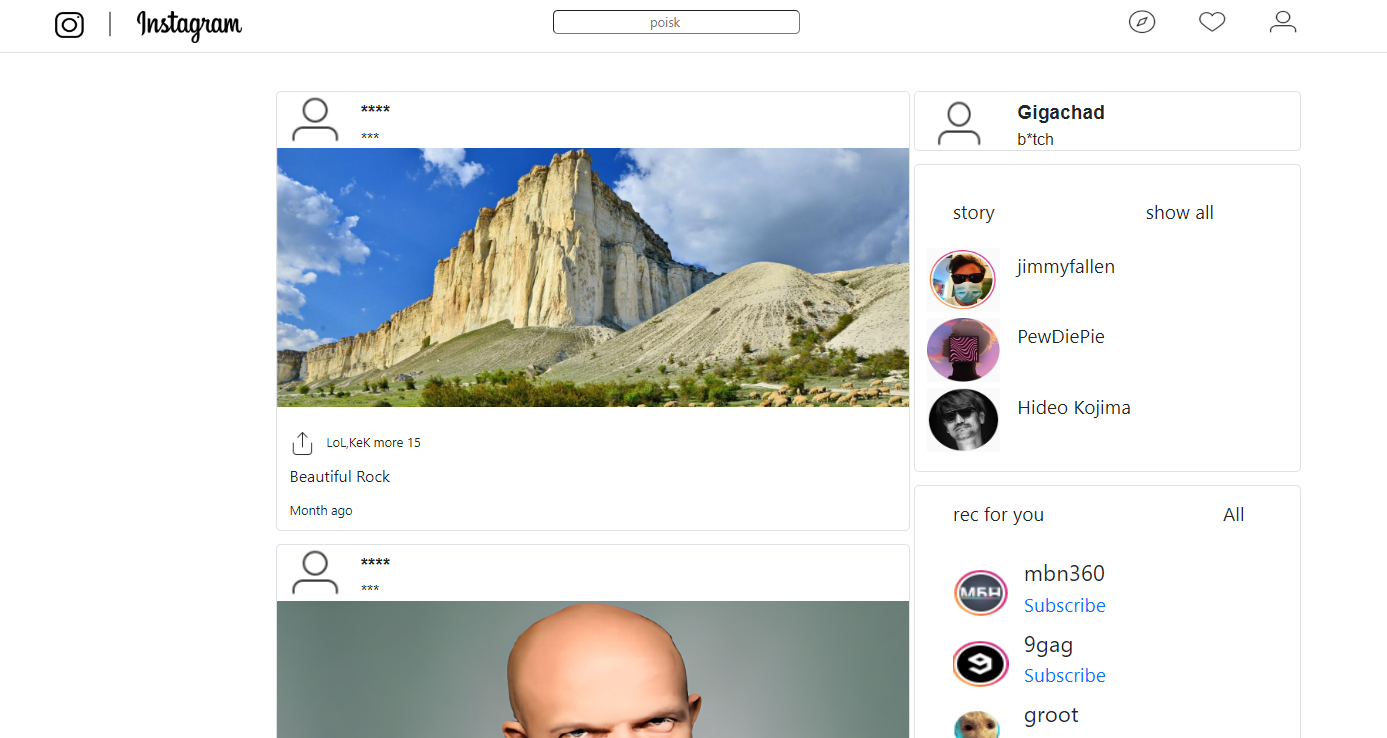 Instagram
poisk
****
***
LoL,KeK more 15
Beautiful Rock
Month ago
****
***
Gigachad
b*tch
story
show all
jimmyfallen
PewDiePie
Hideo Kojima
rec for you
All
МБН
mbn360
Subscribe
9gag
Subscribe
groot